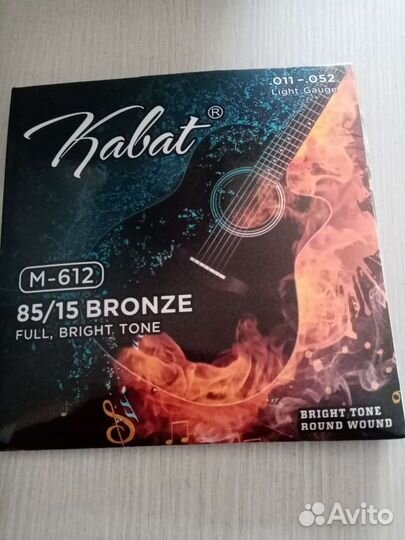 .011 - .052
Light Gauge
Kabat ®
M-612
85/15 BRONZE
FULL, BRIGHT TONE
BRIGHT TONE
ROUND WOUND
Avito